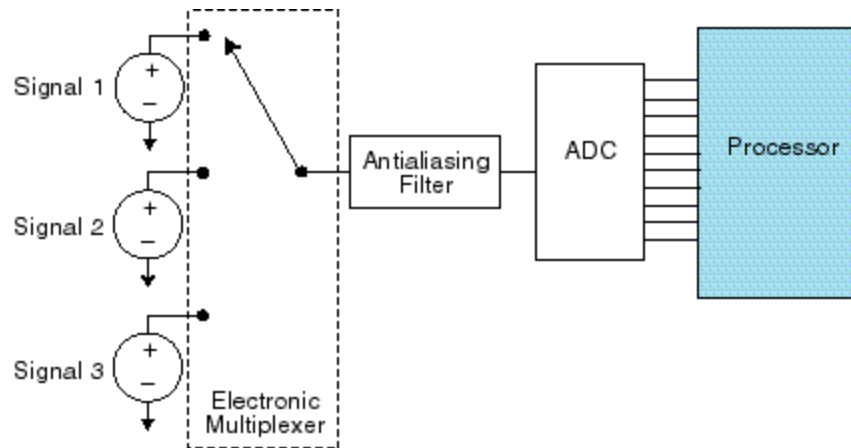 Signal 1
+
−
Signal 2
+
−
Signal 3
+
−
Electronic
Multiplexer
Antialiasing
Filter
ADC
Processor